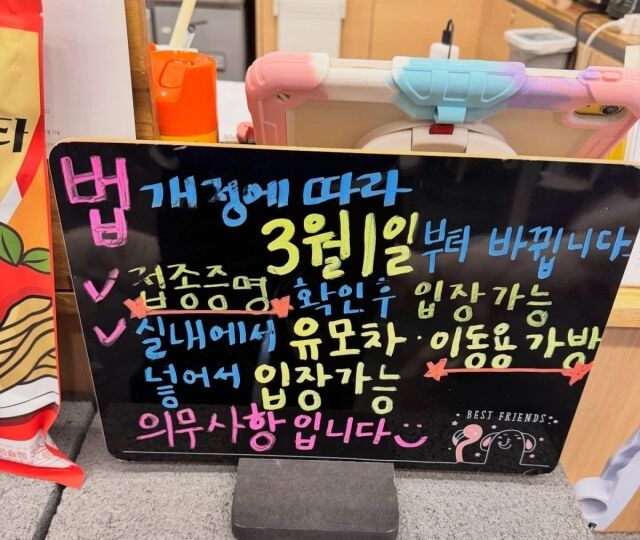 법 개정에 따라
3월 1일부터 바뀝니다
✓ 접종증명 확인 후 입장가능
✓ 실내에서 유모차·이동용 가방
넣어서 입장가능
의무사항입니다
BEST FRIENDS
타